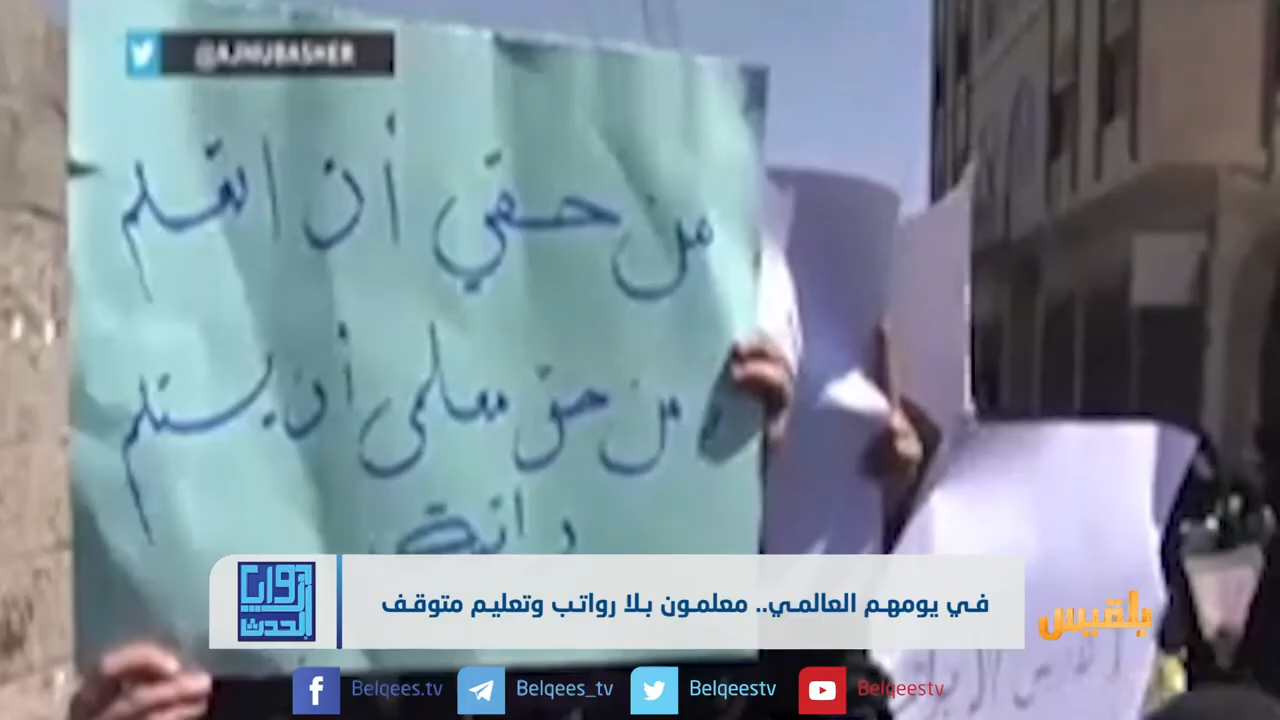 @AJMUBASHER
من حقي أن اتعلم
و من حق معلمي أن يستلم
راتبه
زوايا الحدث
في يومهم العالمي.. معلمون بلا رواتب وتعليم متوقف
بلقيس
Belqees.tv
Belqees_tv
Belqeestv
Belqeestv